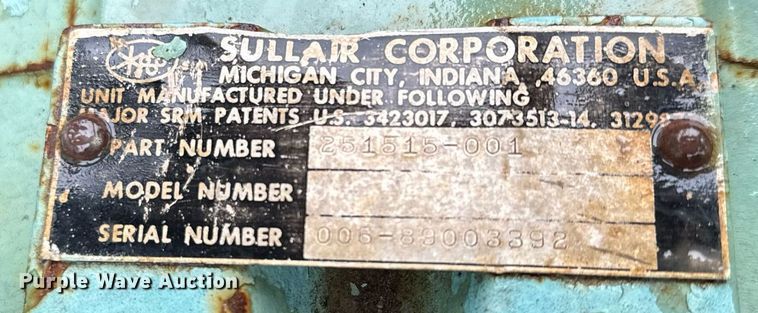 SULLAIR CORPORATION
MICHIGAN CITY, INDIANA, 46360 U.S.A
UNIT MANUFACTURED UNDER FOLLOWING
MAJOR SRM PATENTS U.S. 3423017, 3073513-14,
PART NUMBER 251515-001
MODEL NUMBER
SERIAL NUMBER 006-89003392
Purple Wave Auction